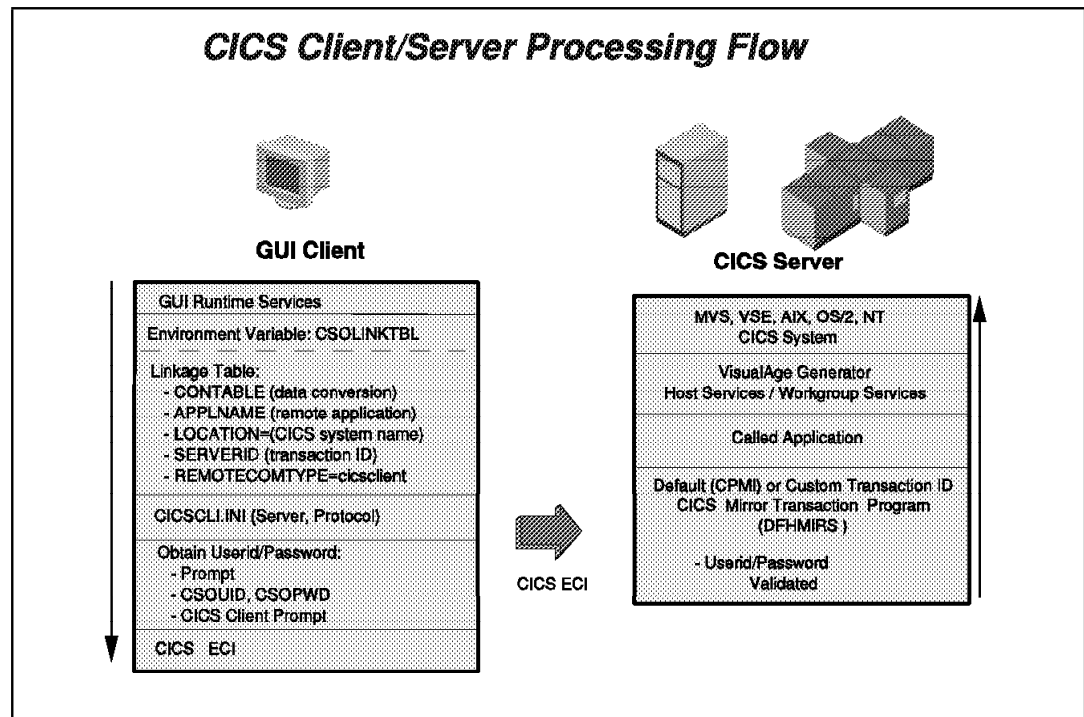 CICS Client/Server Processing Flow
GUI Client
GUI Runtime Services
Environment Variable: CSOLINKTBL
Linkage Table:
- CONTABLE (data conversion)
- APPLNAME (remote application)
- LOCATION=(CICS system name)
- SERVERID (transaction ID)
- REMOTECOMTYPE=cicsclient
CICSCLI.INI (Server, Protocol)
Obtain Userid/Password:
- Prompt
- CSOUID, CSOPWD
- CICS Client Prompt
CICS ECI
CICS ECI
CICS Server
MVS, VSE, AIX, OS/2, NT
CICS System
VisualAge Generator
Host Services / Workgroup Services
Called Application
Default (CPMI) or Custom Transaction ID
CICS Mirror Transaction Program
(DFHMIRS )
- Userid/Password
Validated